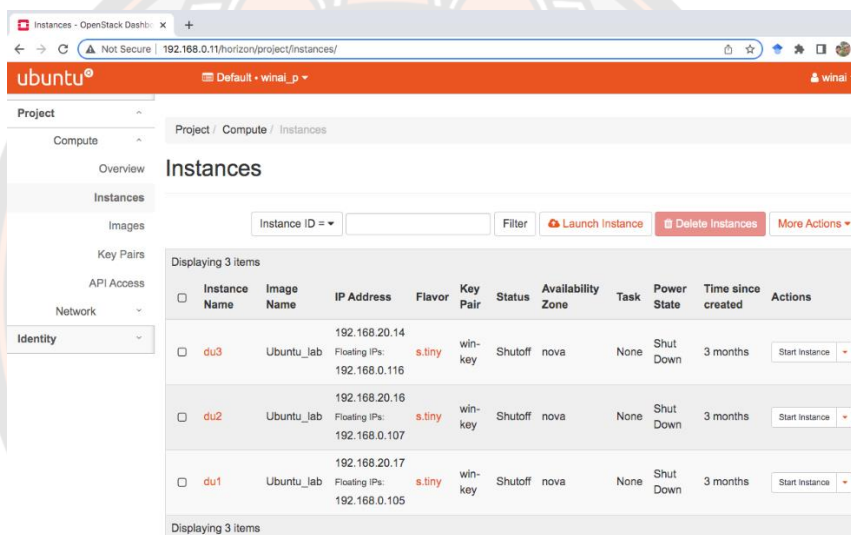 Instances - OpenStack Dashbo
Not Secure 192.168.0.11/horizon/project/instances/
ubuntu Default • winai_p winai
Project
Compute
Overview
Instances
Images
Key Pairs
API Access
Network
Identity
Project / Compute / Instances
Instances
Instance ID = Filter Launch Instance Delete Instances More Actions
Displaying 3 items
Instance Name Image Name IP Address Flavor Key Pair Status Availability Zone Task Power State Time since created Actions
du3 Ubuntu_lab 192.168.20.14 Floating IPs: 192.168.0.116 s.tiny win-key Shutoff nova None Shut Down 3 months Start Instance
du2 Ubuntu_lab 192.168.20.16 Floating IPs: 192.168.0.107 s.tiny win-key Shutoff nova None Shut Down 3 months Start Instance
du1 Ubuntu_lab 192.168.20.17 Floating IPs: 192.168.0.105 s.tiny win-key Shutoff nova None Shut Down 3 months Start Instance
Displaying 3 items